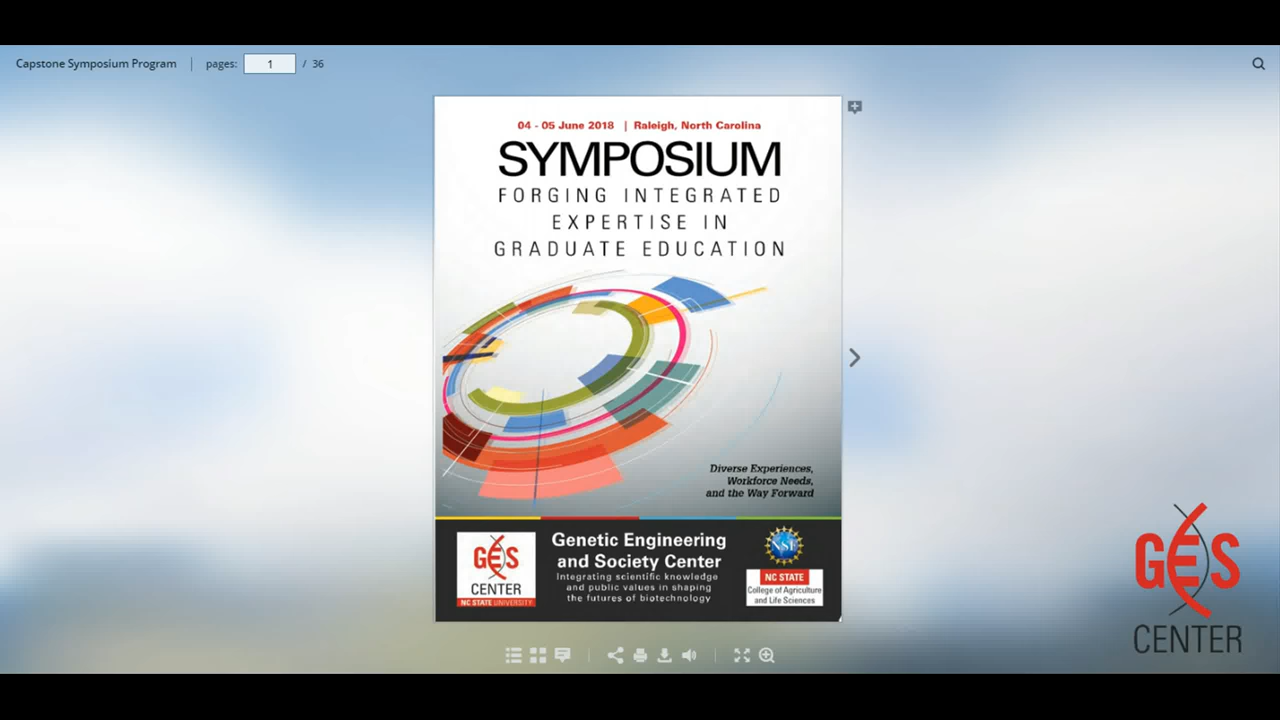 Capstone Symposium Program
pages:
1
/ 36
04 - 05 June 2018 | Raleigh, North Carolina
SYMPOSIUM
FORGING INTEGRATED
EXPERTISE IN
GRADUATE EDUCATION
Diverse Experiences,
Workforce Needs,
and the Way Forward
GES
CENTER
NC STATE UNIVERSITY
Genetic Engineering
and Society Center
Integrating scientific knowledge
and public values in shaping
the futures of biotechnology
NSF
NC STATE
College of Agriculture
and Life Sciences
GES
CENTER